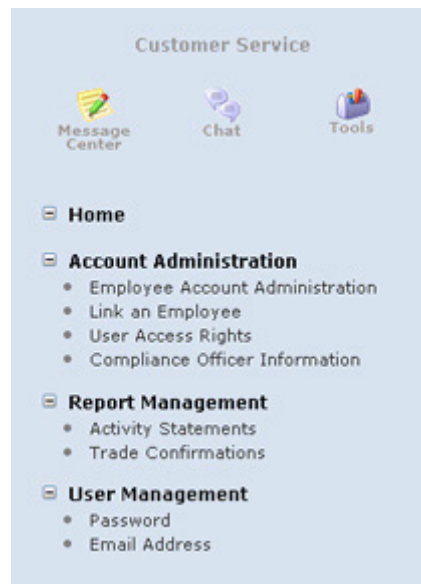 Customer Service
Message Center
Chat
Tools
Home
Account Administration
Employee Account Administration
Link an Employee
User Access Rights
Compliance Officer Information
Report Management
Activity Statements
Trade Confirmations
User Management
Password
Email Address